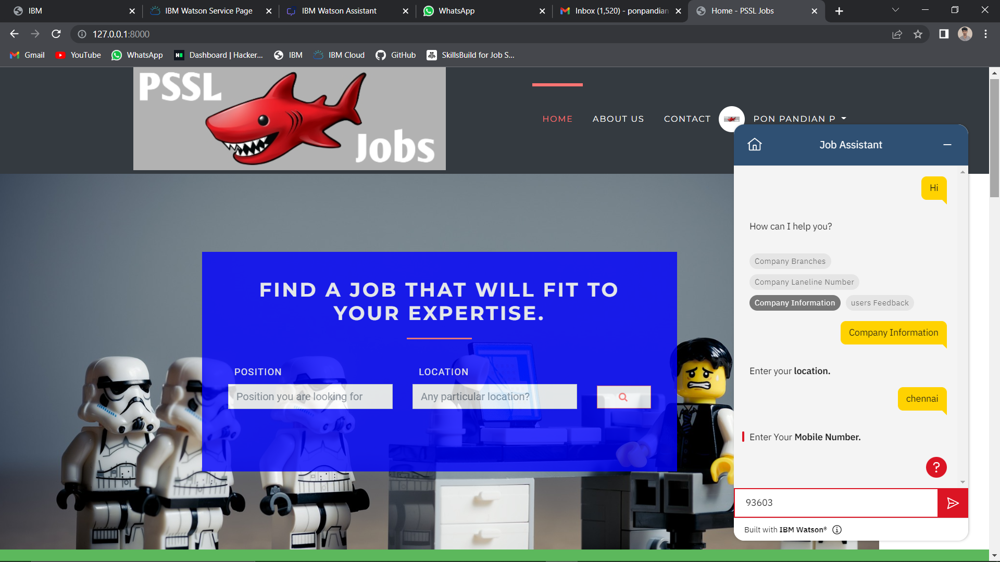 IBM
IBM Watson Service Page
IBM Watson Assistant
WhatsApp
Inbox (1,520) - ponpandian
Home - PSSL Jobs
127.0.0.1:8000
Gmail
YouTube
WhatsApp
Dashboard | Hacker...
IBM
IBM Cloud
GitHub
SkillsBuild for Job S...
PSSL
Jobs
HOME
ABOUT US
CONTACT
PON PANDIAN P
Job Assistant
Hi
How can I help you?
Company Branches
Company Laneline Number
Company Information
users Feedback
Company Information
Enter your location.
chennai
Enter Your Mobile Number.
?
93603
Built with IBM Watson®
FIND A JOB THAT WILL FIT TO
YOUR EXPERTISE.
POSITION
LOCATION
Position you are looking for
Any particular location?